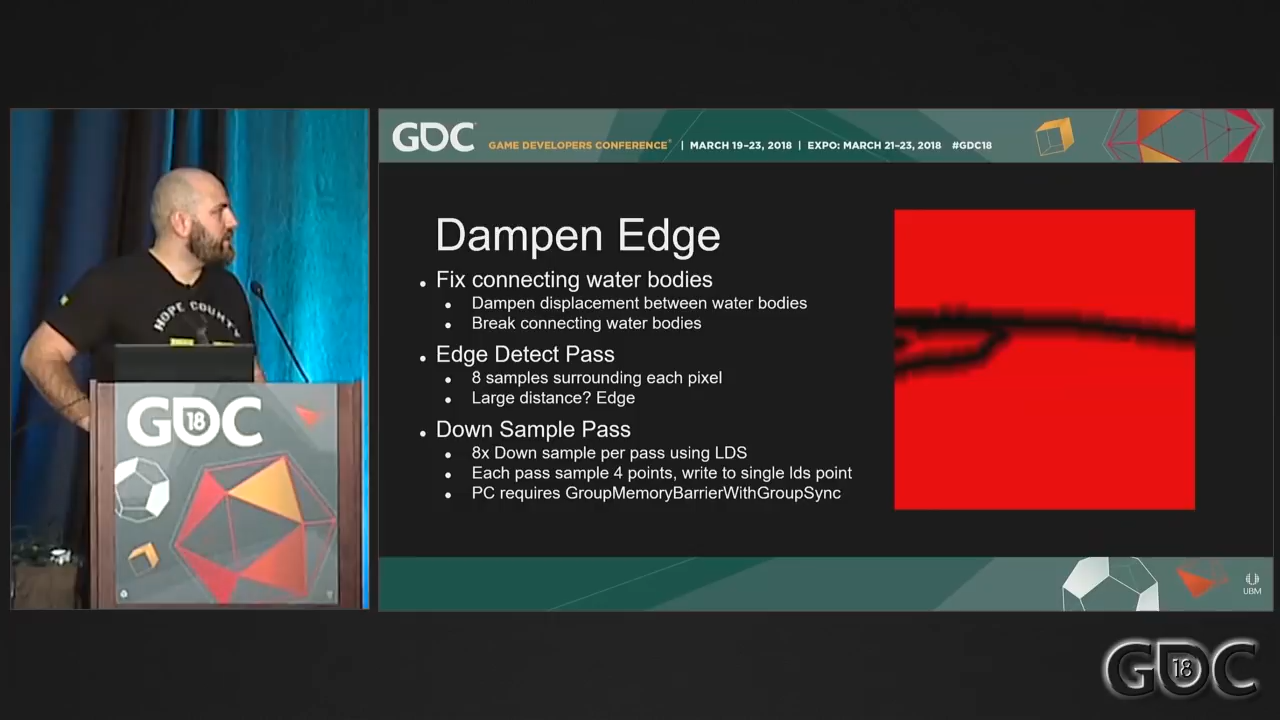 GDC GAME DEVELOPERS CONFERENCE® | MARCH 19–23, 2018 | EXPO: MARCH 21–23, 2018 #GDC18
Dampen Edge
• Fix connecting water bodies
• Dampen displacement between water bodies
• Break connecting water bodies
• Edge Detect Pass
• 8 samples surrounding each pixel
• Large distance? Edge
• Down Sample Pass
• 8x Down sample per pass using LDS
• Each pass sample 4 points, write to single lds point
• PC requires GroupMemoryBarrierWithGroupSync
HOPE COUNTY
GDC
18
UBM
GDC
18